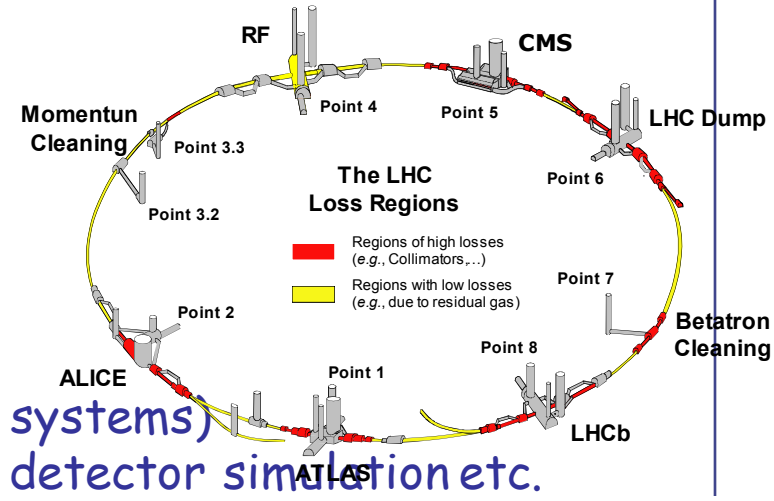 RF
CMS
Point 4
Point 5
Momentun
Cleaning
LHC Dump
Point 3.3
The LHC
Loss Regions
Point 6
Point 3.2
Regions of high losses
(e.g., Collimators,…)
Regions with low losses
(e.g., due to residual gas)
Point 7
Point 2
Betatron
Cleaning
Point 8
Point 1
ALICE
systems)
LHCb
ATLAS
detector simulation etc.